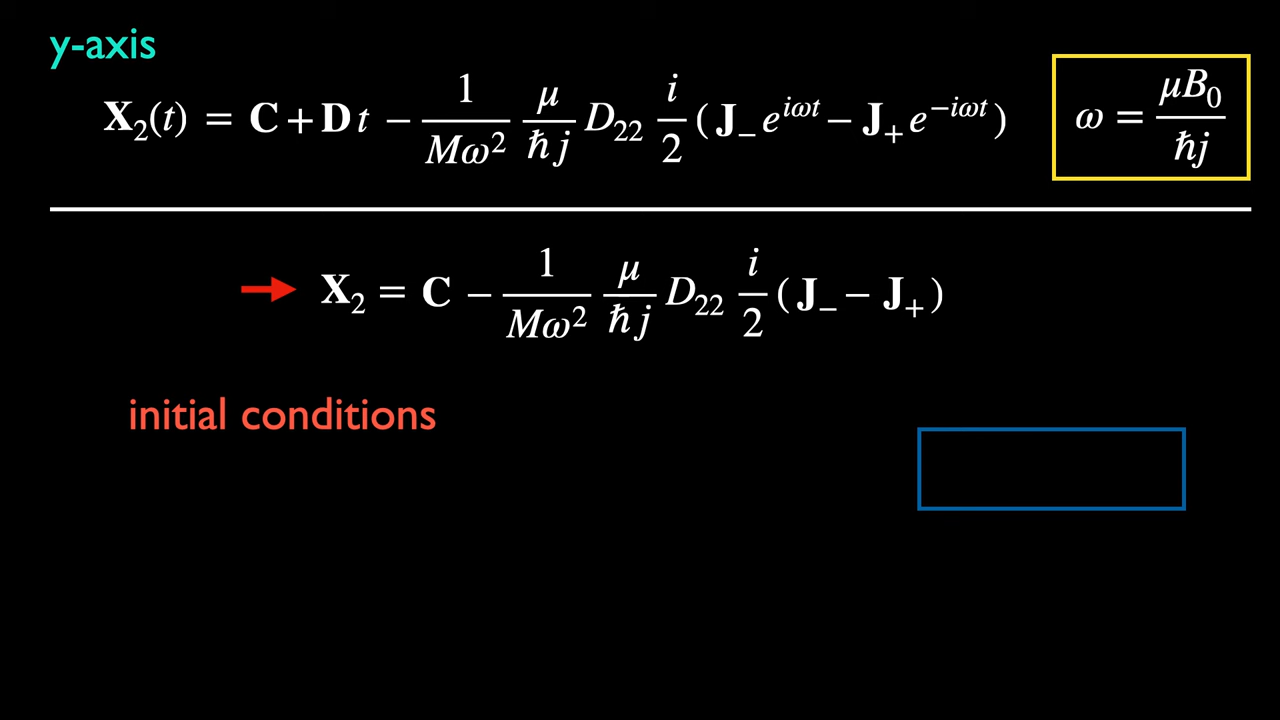 y-axis
X₂(t) = C + D t − 1/(Mω²) μ/(ℏj) D₂₂ i/2 (J₋ e^{iωt} − J₊ e^{−iωt})
ω = μB₀/(ℏj)
→ X₂ = C − 1/(Mω²) μ/(ℏj) D₂₂ i/2 (J₋ − J₊)
initial conditions